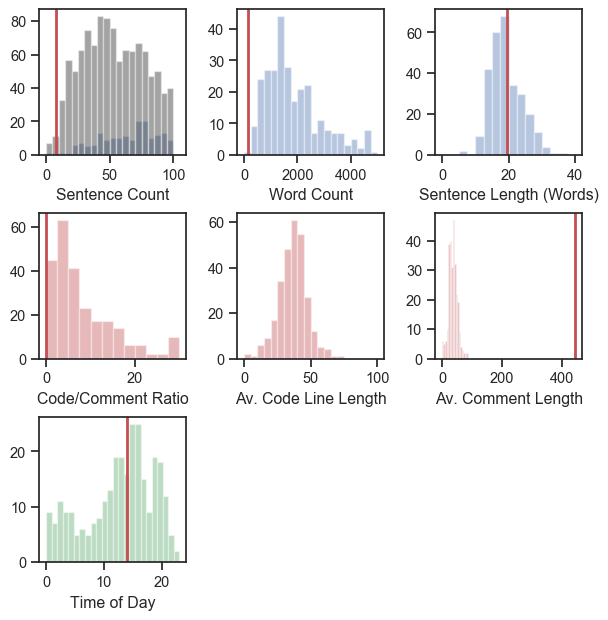 80
60
40
20
0
0 50 100
Sentence Count
40
30
20
10
0
0 2000 4000
Word Count
60
40
20
0
0 20 40
Sentence Length (Words)
60
40
20
0
0 20
Code/Comment Ratio
60
40
20
0
0 50 100
Av. Code Line Length
40
30
20
10
0
0 200 400
Av. Comment Length
20
10
0
0 10 20
Time of Day